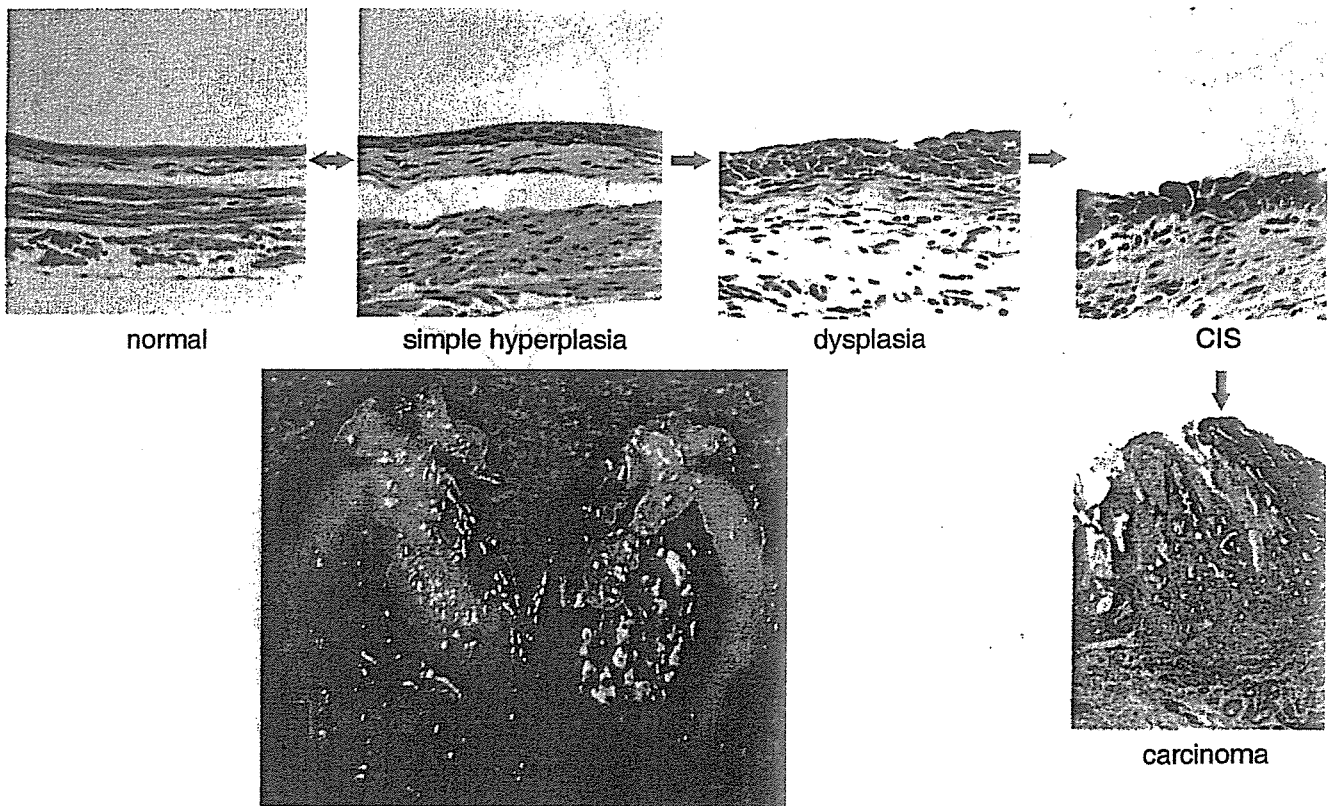 normal
simple hyperplasia
dysplasia
CIS
carcinoma